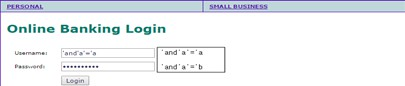 PERSONAL SMALL BUSINESS
Online Banking Login
Username: 'and'a'='a
'and'a'='a
Password: ••••••••••
'and'a'='b
Login